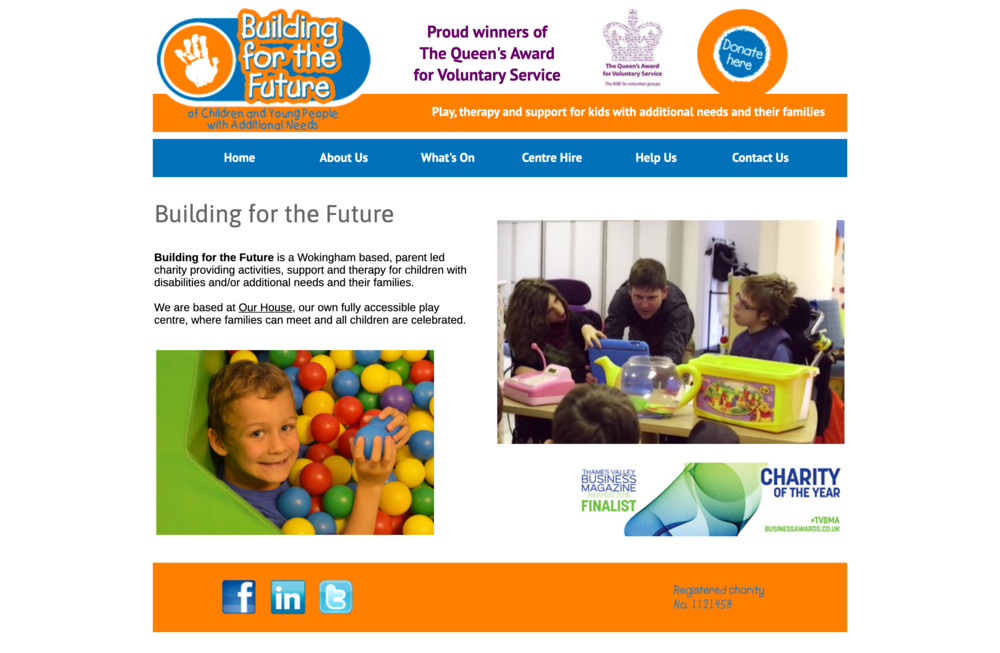 Building
for the
Future
of Children and Young People
with Additional Needs
Proud winners of
The Queen's Award
for Voluntary Service
The Queen's Award
for Voluntary Service
The MBE for volunteer groups
Donate
here
Play, therapy and support for kids with additional needs and their families
Home About Us What's On Centre Hire Help Us Contact Us
Building for the Future
Building for the Future is a Wokingham based, parent led
charity providing activities, support and therapy for children with
disabilities and/or additional needs and their families.
We are based at Our House, our own fully accessible play
centre, where families can meet and all children are celebrated.
THAMES VALLEY
BUSINESS
MAGAZINE
FINALIST
CHARITY
OF THE YEAR
#TVBMA
BUSINESSAWARDS.CO.UK
f in t
Registered charity
No. 1121458